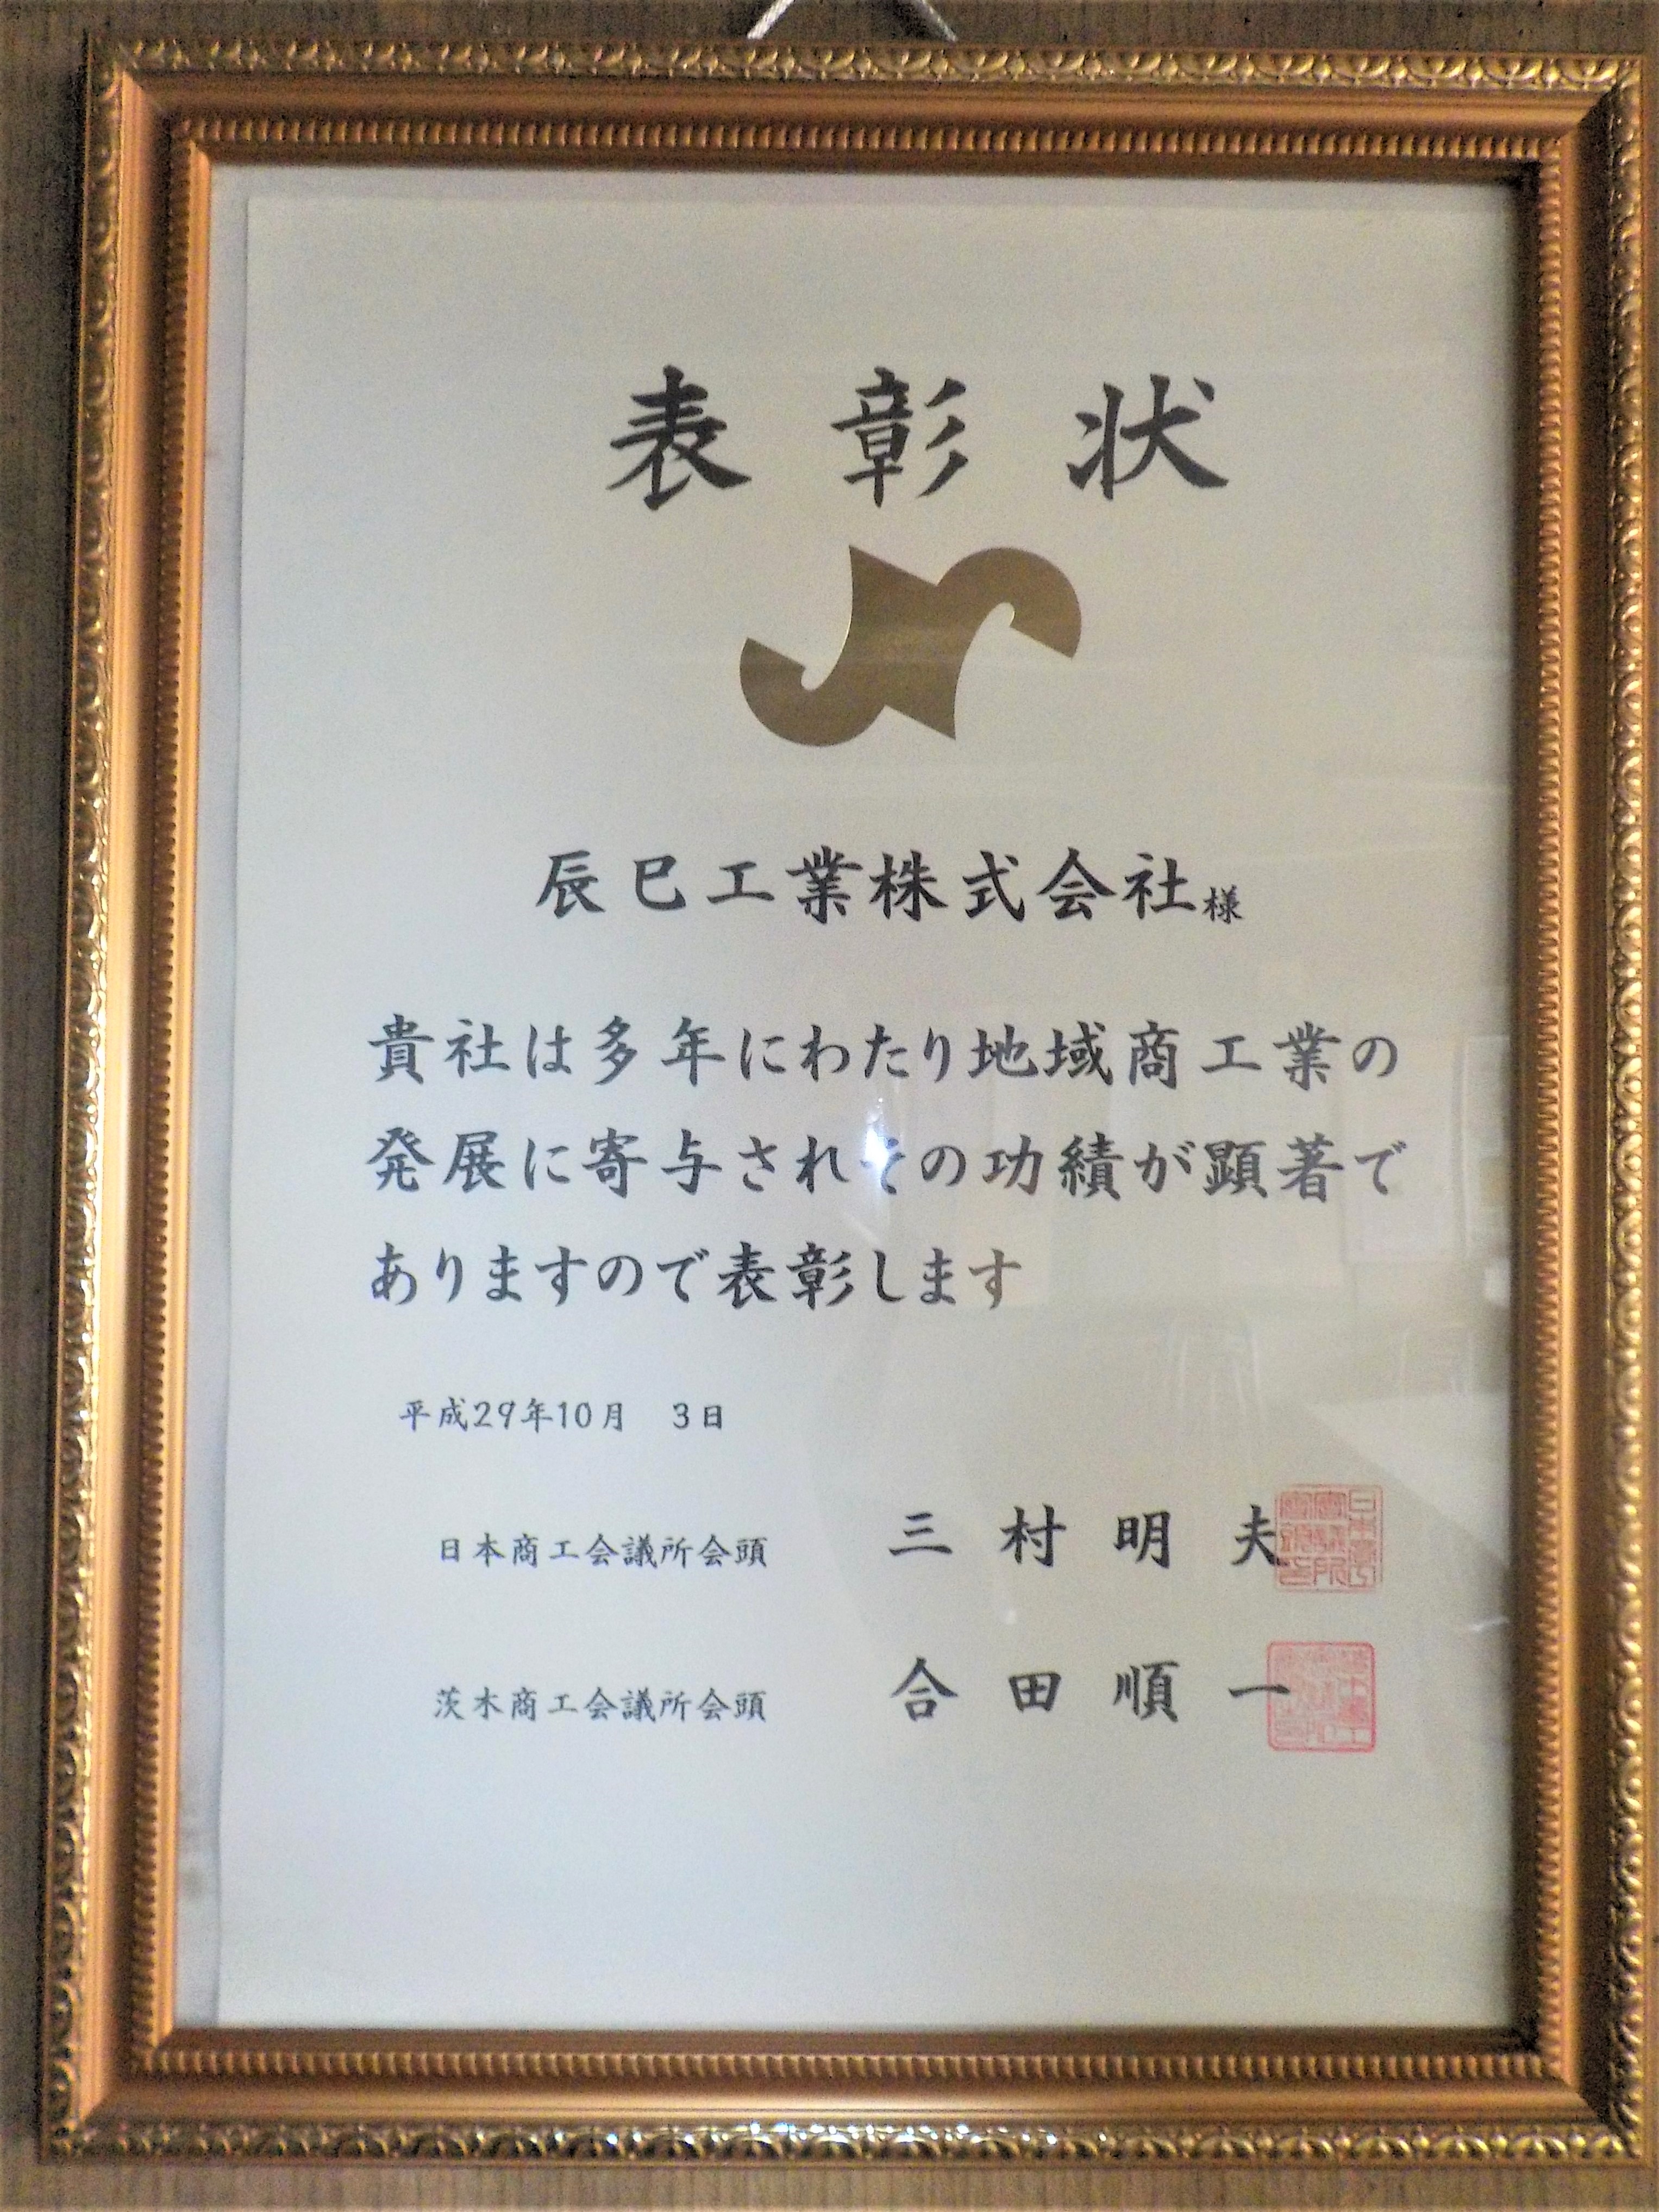 表彰状
辰巳工業株式会社様
貴社は多年にわたり地域商工業の
発展に寄与されその功績が顕著で
ありますので表彰します
平成29年10月 3日
日本商工会議所会頭 三村明夫
茨木商工会議所会頭 合田順一